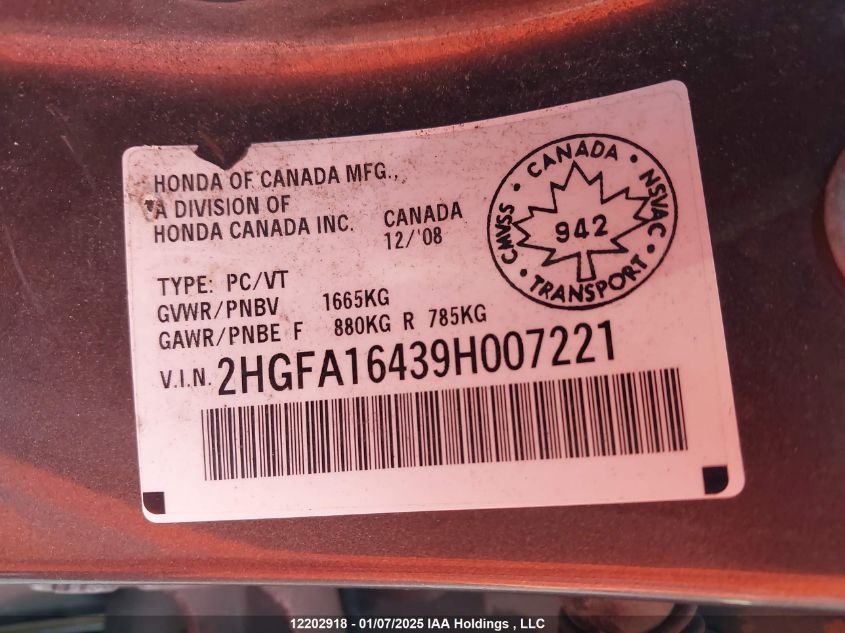 HONDA OF CANADA MFG.,
A DIVISION OF
HONDA CANADA INC. CANADA
12/'08
TYPE: PC/VT
GVWR/PNBV 1665KG
GAWR/PNBE F 880KG R 785KG
V.I.N. 2HGFA16439H007221
CANADA • NSVAC • TRANSPORT • CMVSS •
942
12202918 - 01/07/2025 IAA Holdings , LLC